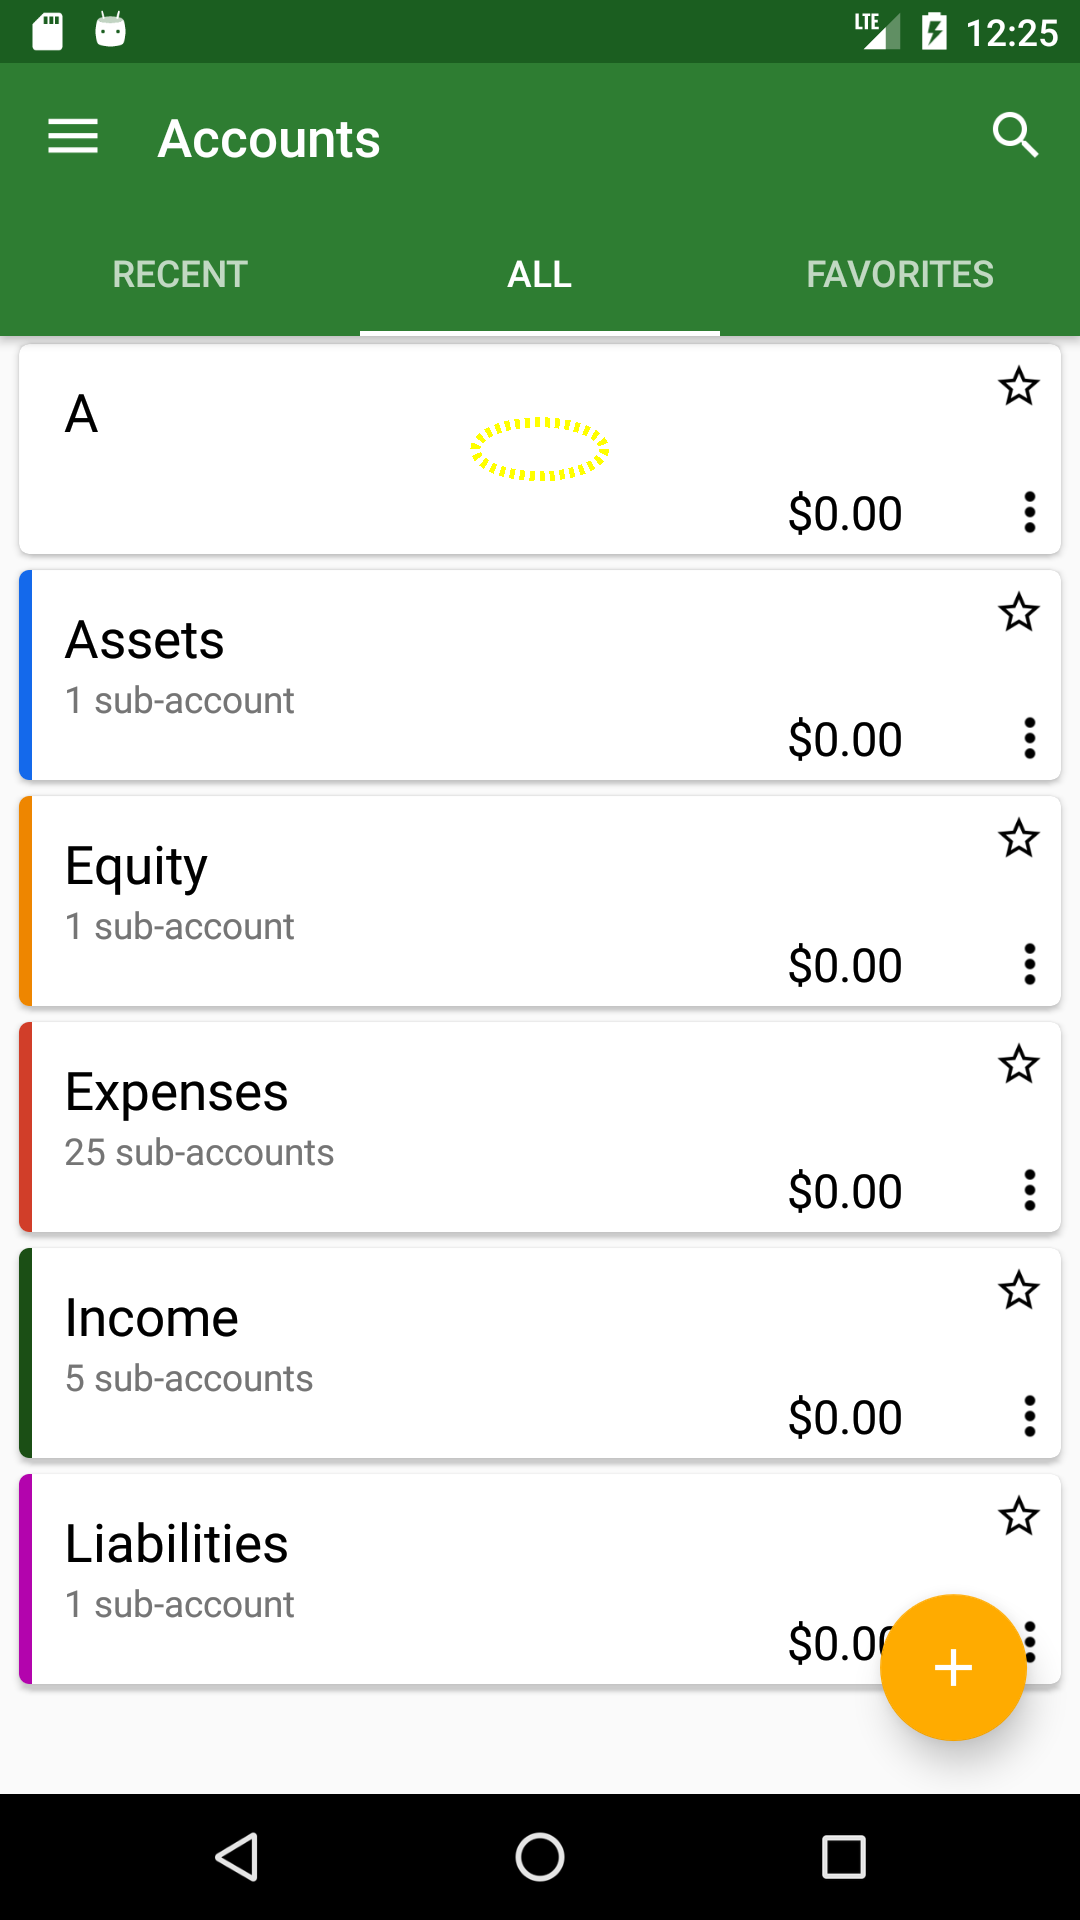 LTE 12:25
Accounts
RECENT ALL FAVORITES
A
$0.00
Assets
1 sub-account
$0.00
Equity
1 sub-account
$0.00
Expenses
25 sub-accounts
$0.00
Income
5 sub-accounts
$0.00
Liabilities
1 sub-account
$0.00